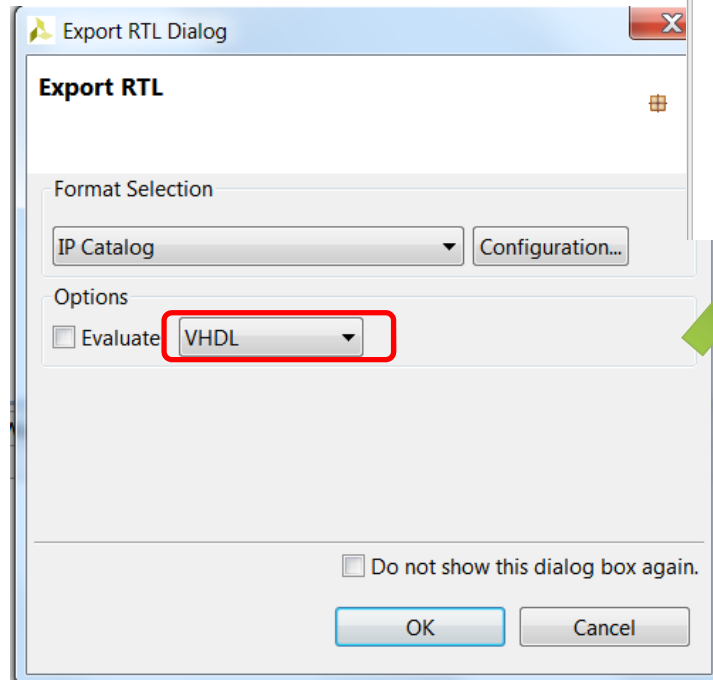 Export RTL Dialog
Export RTL
Format Selection
IP Catalog
Configuration...
Options
Evaluate VHDL
Do not show this dialog box again.
OK Cancel